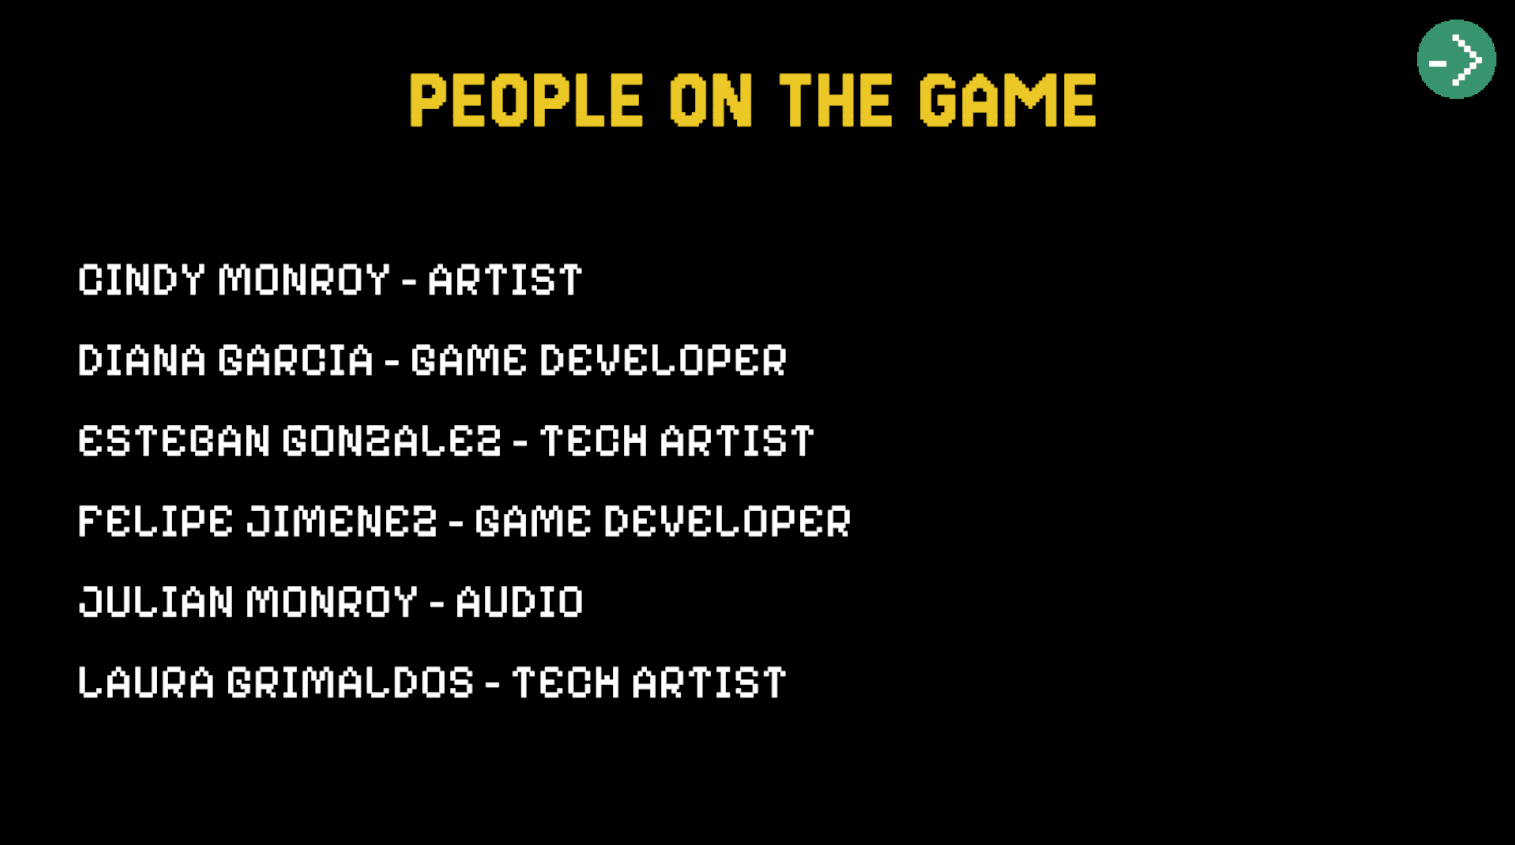 PEOPLE ON THE GAME
CINDY MONROY - ARTIST
DIANA GARCIA - GAME DEVELOPER
ESTEBAN GONZALEZ - TECH ARTIST
FELIPE JIMENEZ - GAME DEVELOPER
JULIAN MONROY - AUDIO
LAURA GRIMALDOS - TECH ARTIST